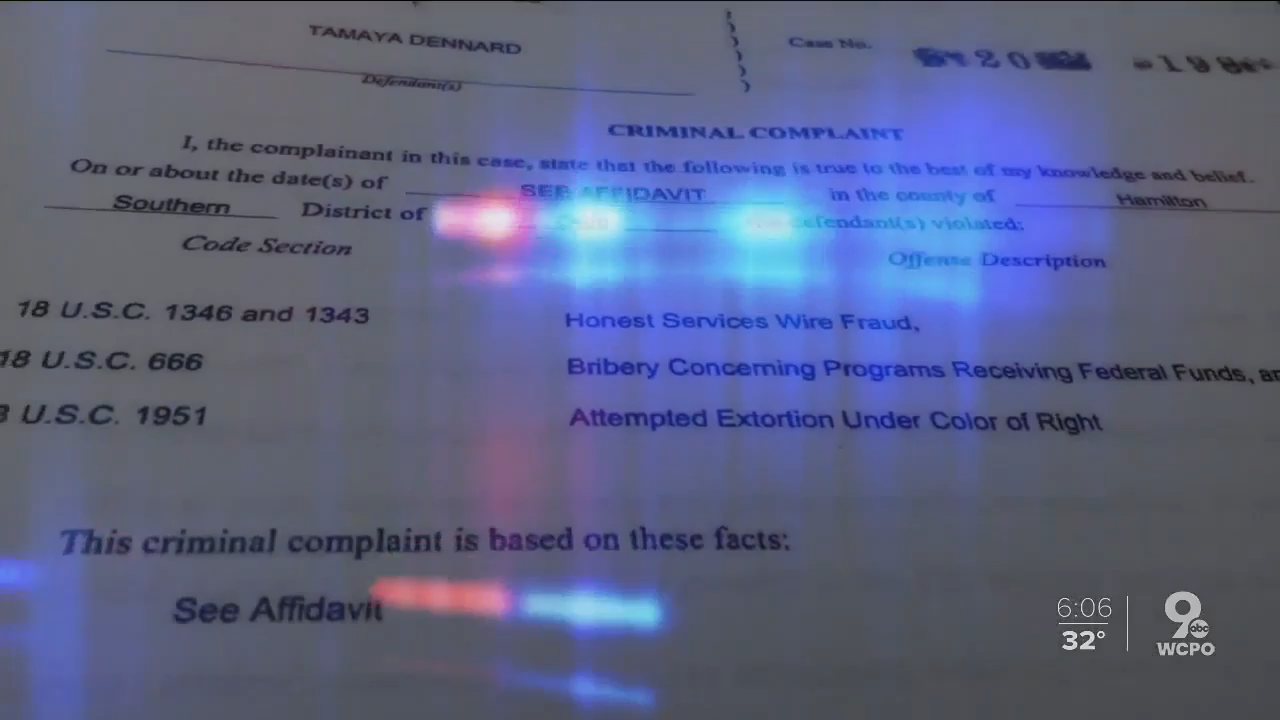 TAMAYA DENNARD
Defendant(s)
Case No.
CRIMINAL COMPLAINT
I, the complainant in this case, state that the following is true to the best of my knowledge and belief.
On or about the date(s) of SEE AFFIDAVIT in the county of Hamilton
Southern District of defendant(s) violated:
Code Section Offense Description
18 U.S.C. 1346 and 1343 Honest Services Wire Fraud,
18 U.S.C. 666 Bribery Concerning Programs Receiving Federal Funds,
U.S.C. 1951 Attempted Extortion Under Color of Right
This criminal complaint is based on these facts:
See Affidavit
6:06
32°
9
abc
WCPO